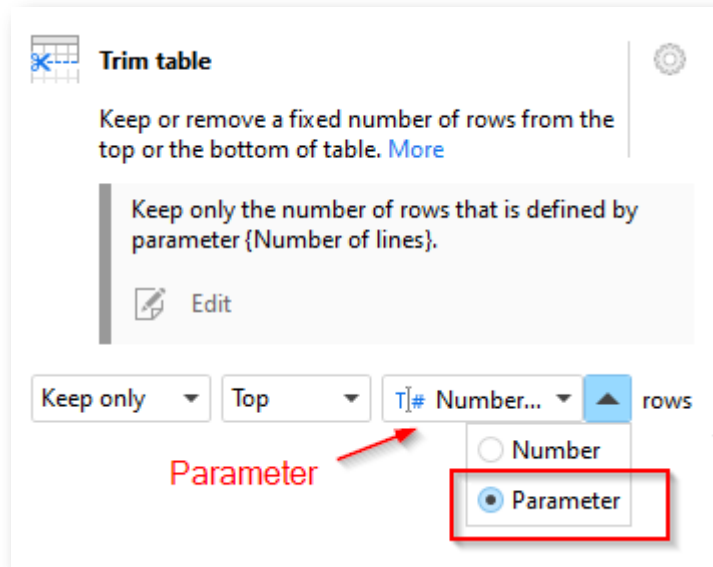 Trim table
Keep or remove a fixed number of rows from the
top or the bottom of table. More
Keep only the number of rows that is defined by
parameter {Number of lines}.
Edit
Keep only Top T# Number... rows
Number
Parameter
Parameter